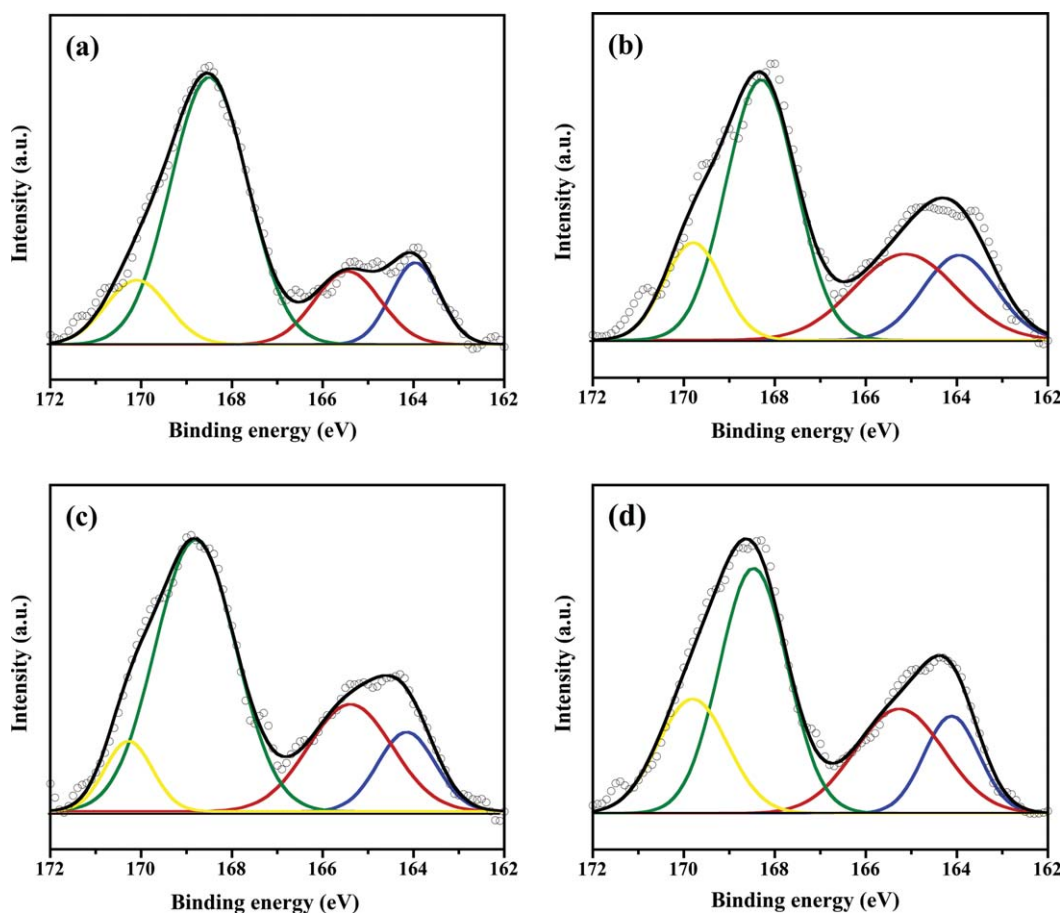 (a)
Intensity (a.u.)
172 170 168 166 164 162
Binding energy (eV)
(b)
Intensity (a.u.)
172 170 168 166 164 162
Binding energy (eV)
(c)
Intensity (a.u.)
172 170 168 166 164 162
Binding energy (eV)
(d)
Intensity (a.u.)
172 170 168 166 164 162
Binding energy (eV)